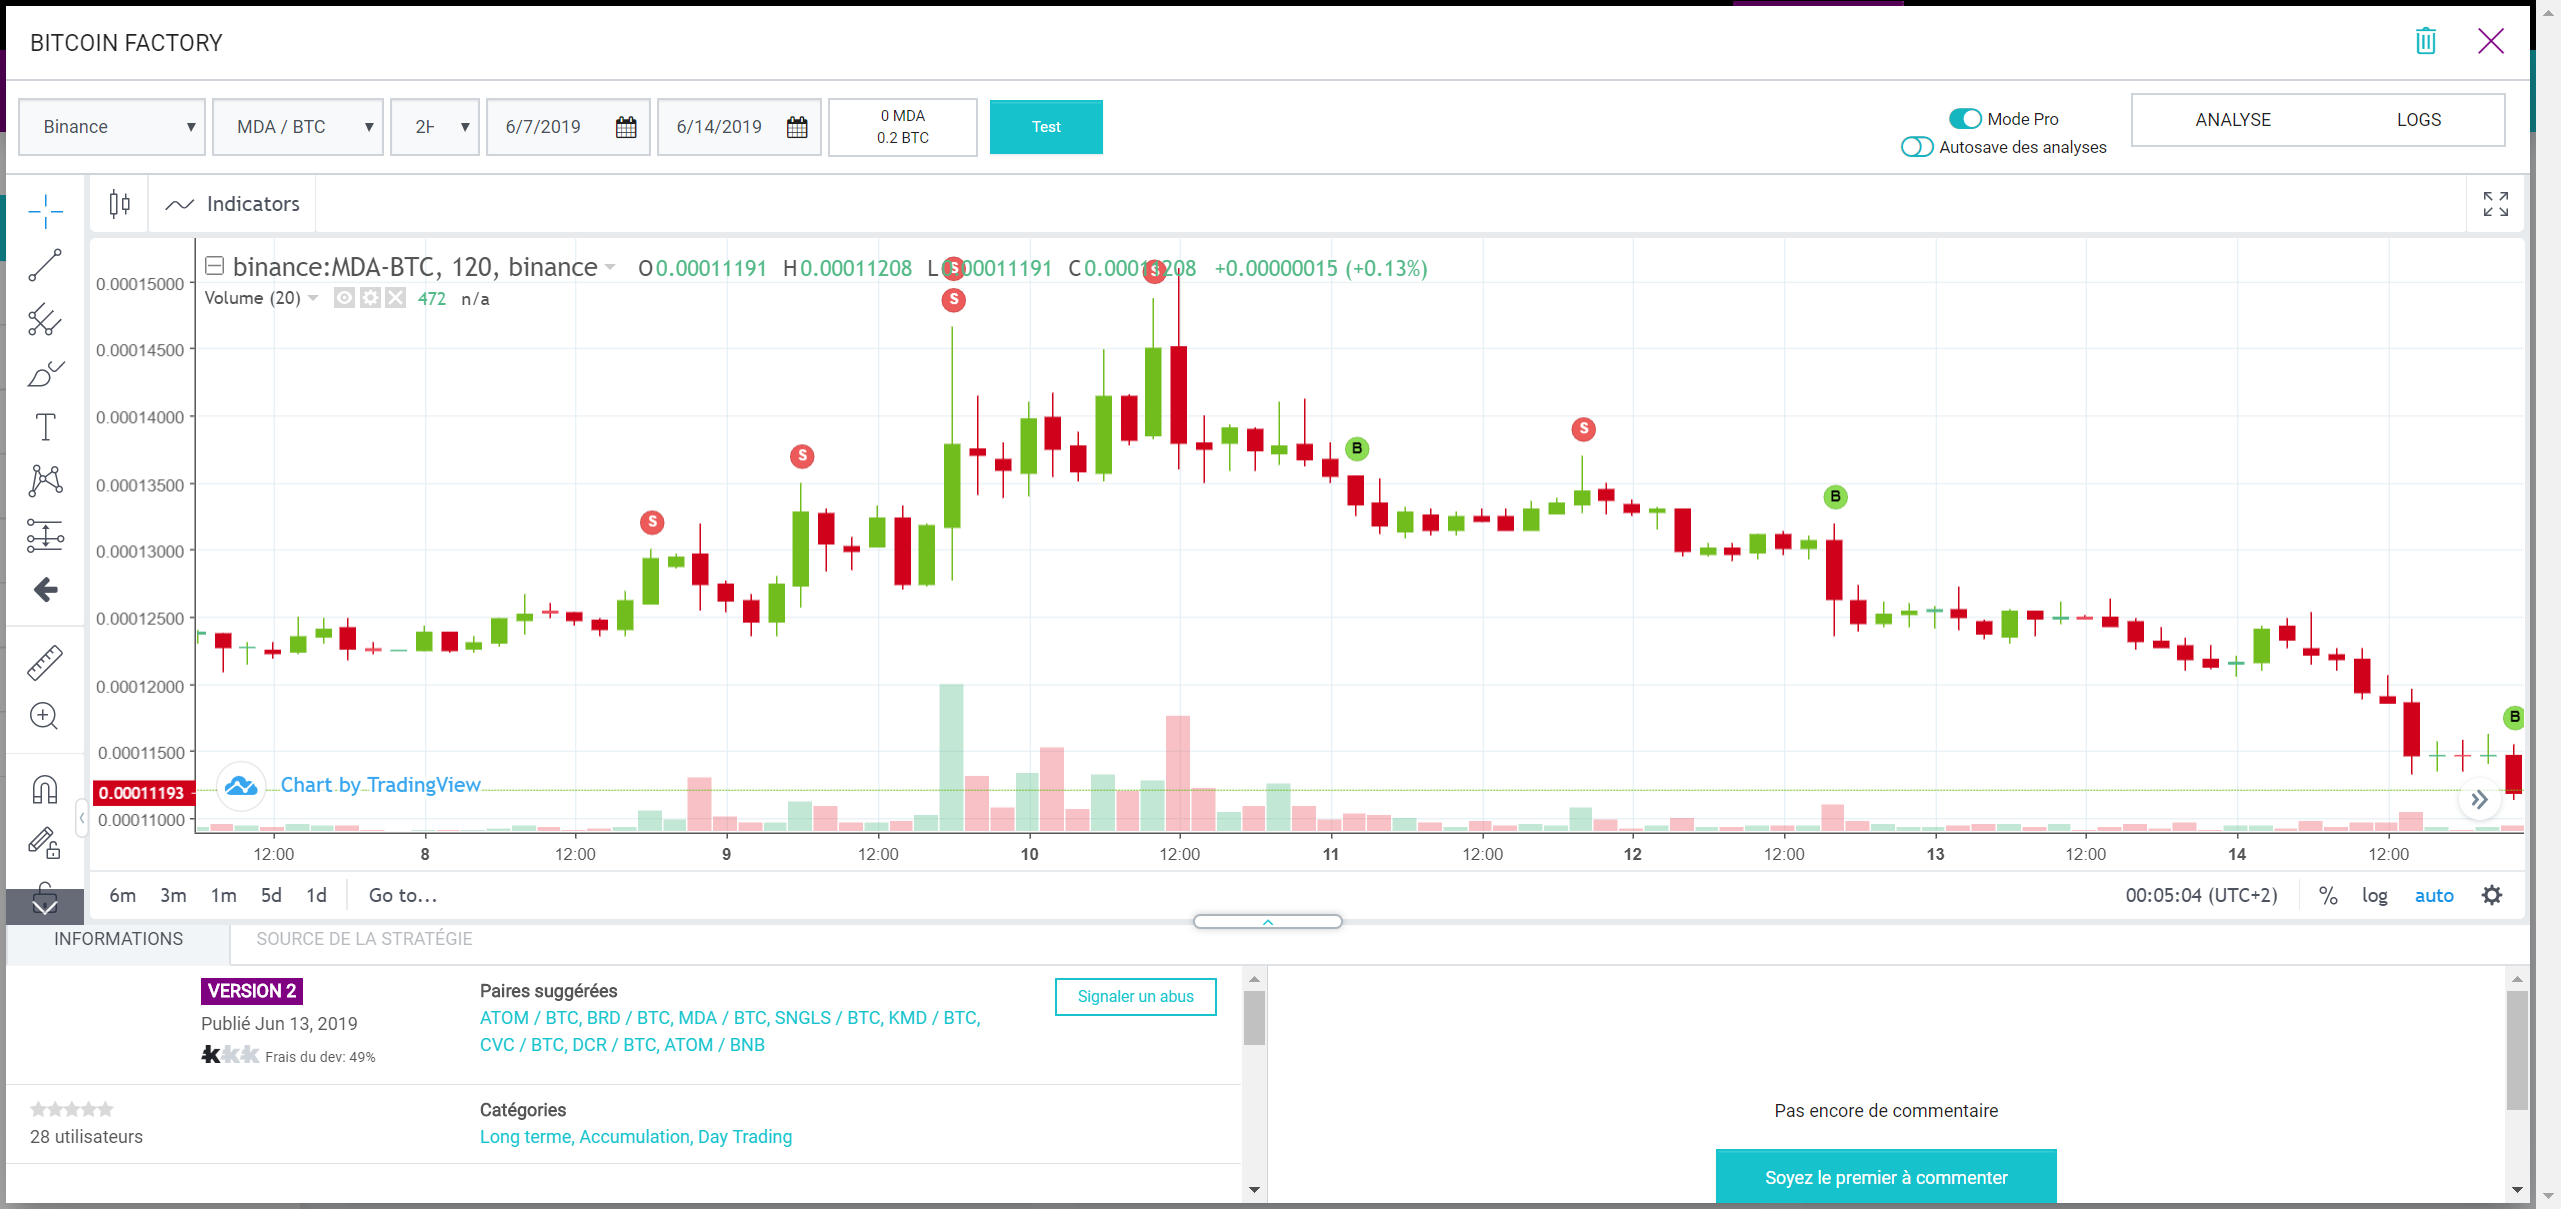 BITCOIN FACTORY
Binance
MDA / BTC
2H
6/7/2019
6/14/2019
0 MDA
0.2 BTC
Test
Mode Pro
Autosave des analyses
ANALYSE
LOGS
Indicators
binance:MDA-BTC, 120, binance O0.00011191 H0.00011208 L0.00011191 C0.00011208 +0.00000015 (+0.13%)
Volume (20) 472 n/a
0.00015000
0.00014500
0.00014000
0.00013500
0.00013000
0.00012500
0.00012000
0.00011500
0.00011193
0.00011000
S
S
S
S
S
B
S
B
B
Chart by TradingView
12:00 8 12:00 9 12:00 10 12:00 11 12:00 12 12:00 13 12:00 14 12:00
6m 3m 1m 5d 1d Go to...
00:05:04 (UTC+2) % log auto
INFORMATIONS
SOURCE DE LA STRATÉGIE
VERSION 2
Publié Jun 13, 2019
Frais du dev: 49%
Paires suggérées
ATOM / BTC, BRD / BTC, MDA / BTC, SNGLS / BTC, KMD / BTC,
CVC / BTC, DCR / BTC, ATOM / BNB
Signaler un abus
28 utilisateurs
Catégories
Long terme, Accumulation, Day Trading
Pas encore de commentaire
Soyez le premier à commenter